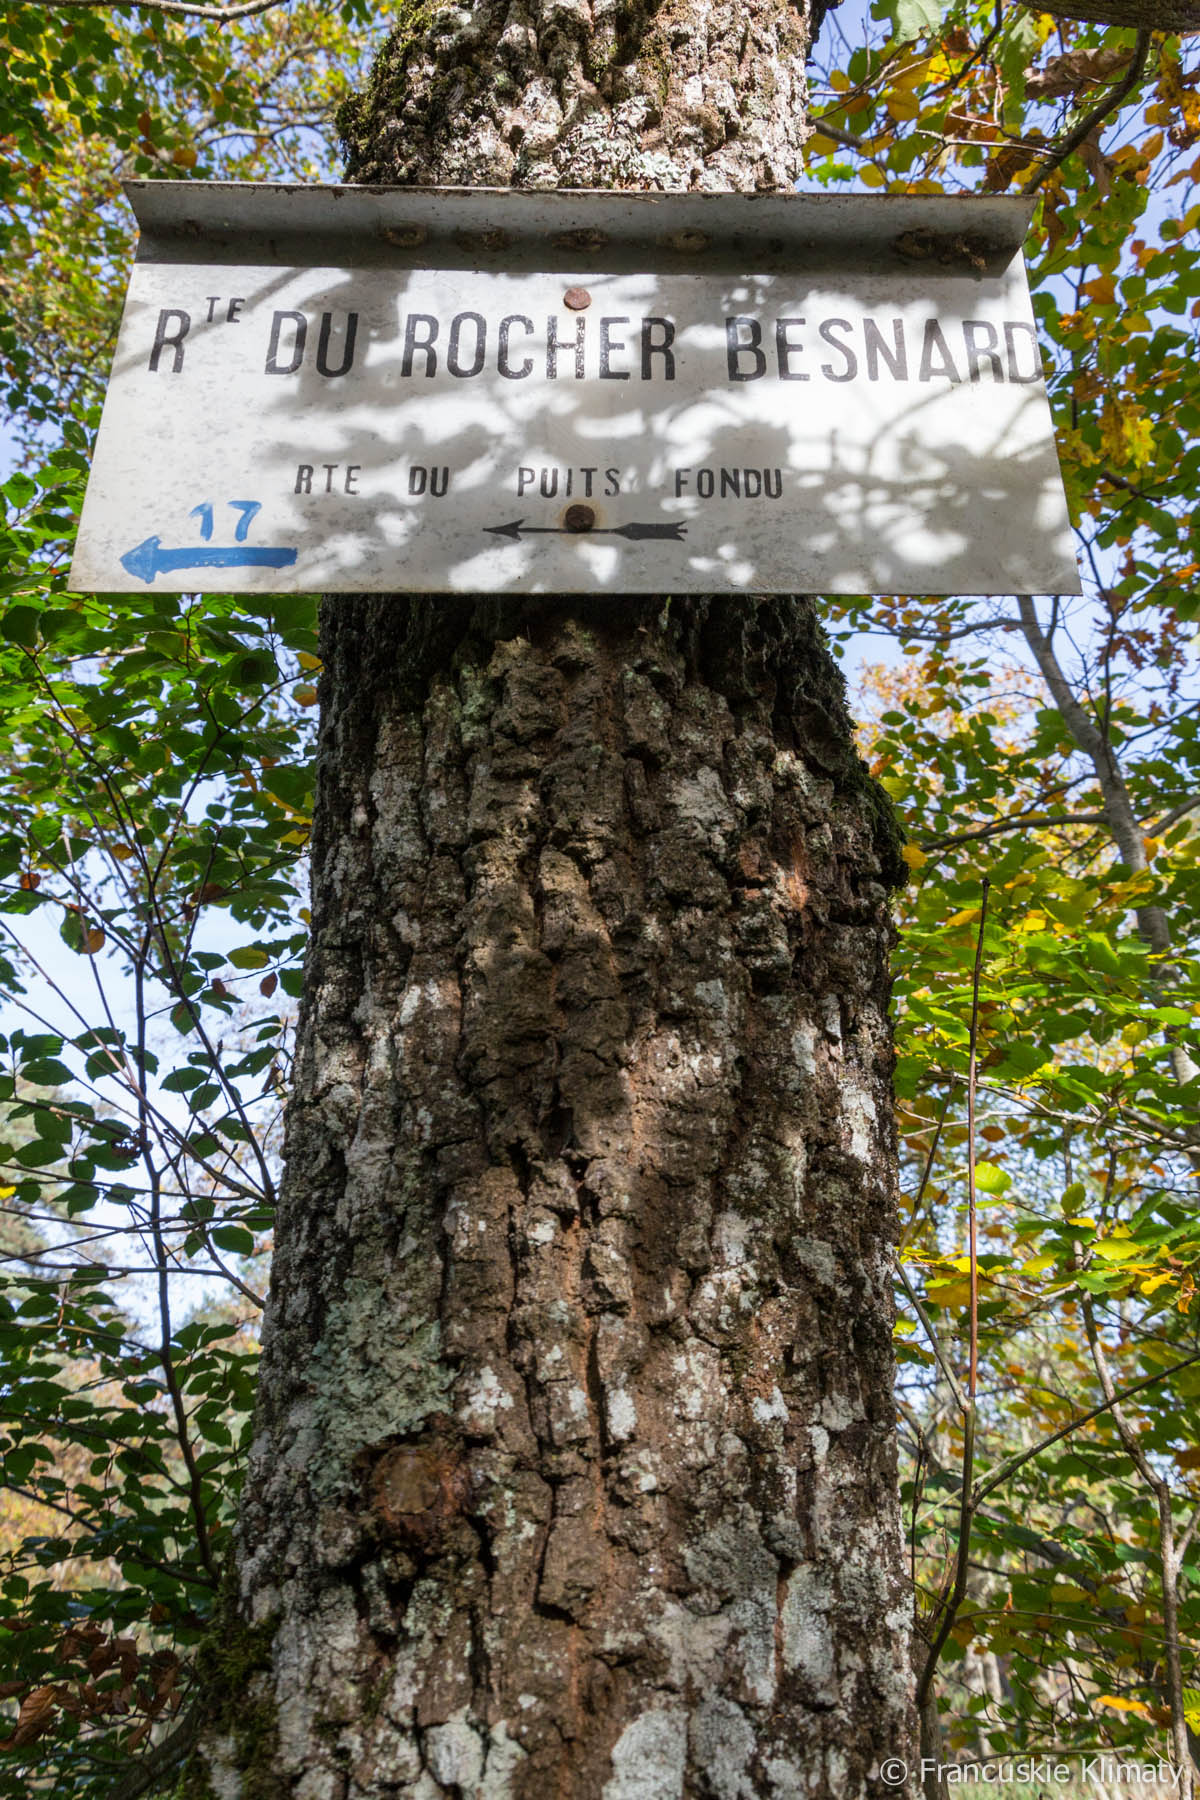 RTE DU ROCHER BESNARD
RTE DU PUITS FONDU
17
© Francuskie Klimaty